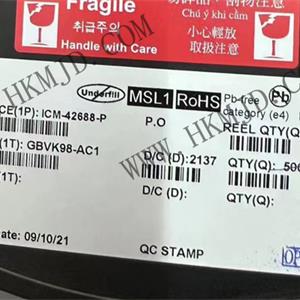 Fragile
취급주의
Handle with Care
Chú ý khi cầm
小心輕放
取扱注意
Underfill
MSL1
RoHS
Pb-free
category (e4)
Pb
CE(1P): ICM-42688-P
P.O
REEL QTY(Q)
(1T): GBVK98-AC1
D/C (D): 2137
QTY(Q): 500
(1T):
D/C (D):
QTY(Q):
ate: 09/10/21
QC STAMP
WWW.HKMJD.COM